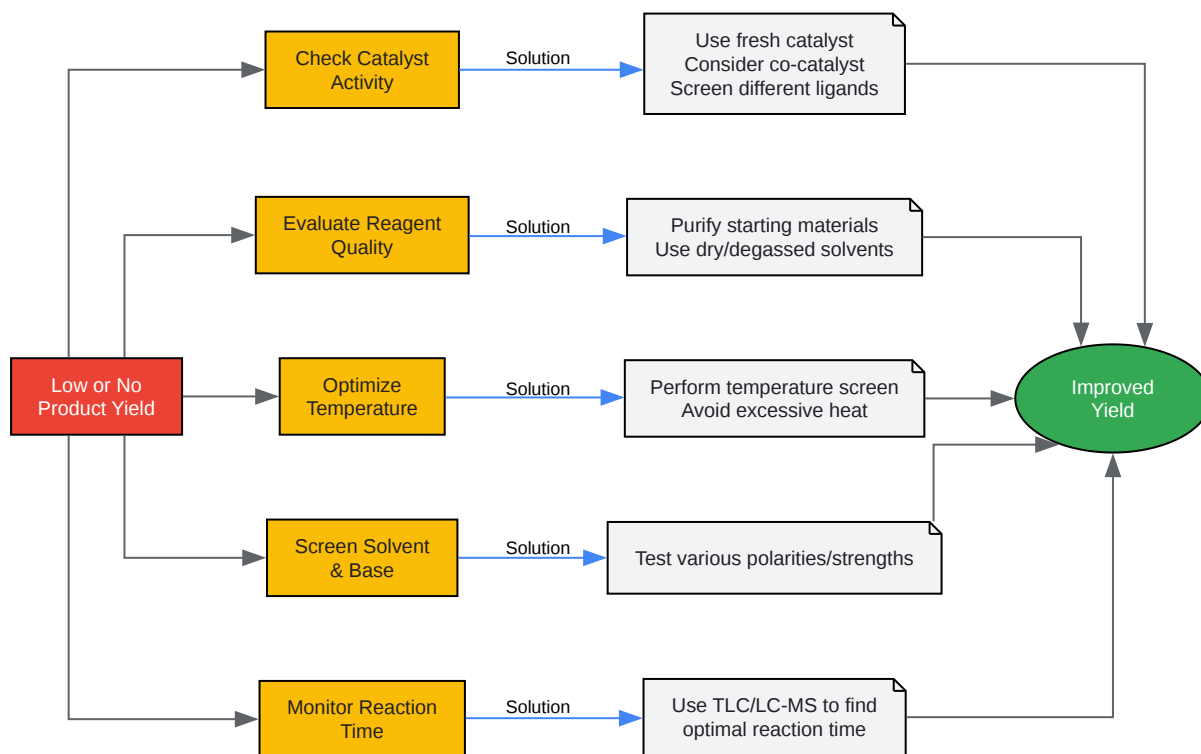 Check Catalyst
Activity
Solution
Use fresh catalyst
Consider co-catalyst
Screen different ligands
Evaluate Reagent
Quality
Solution
Purify starting materials
Use dry/degassed solvents
Low or No
Product Yield
Optimize
Temperature
Solution
Perform temperature screen
Avoid excessive heat
Improved
Yield
Screen Solvent
& Base
Solution
Test various polarities/strengths
Monitor Reaction
Time
Solution
Use TLC/LC-MS to find
optimal reaction time